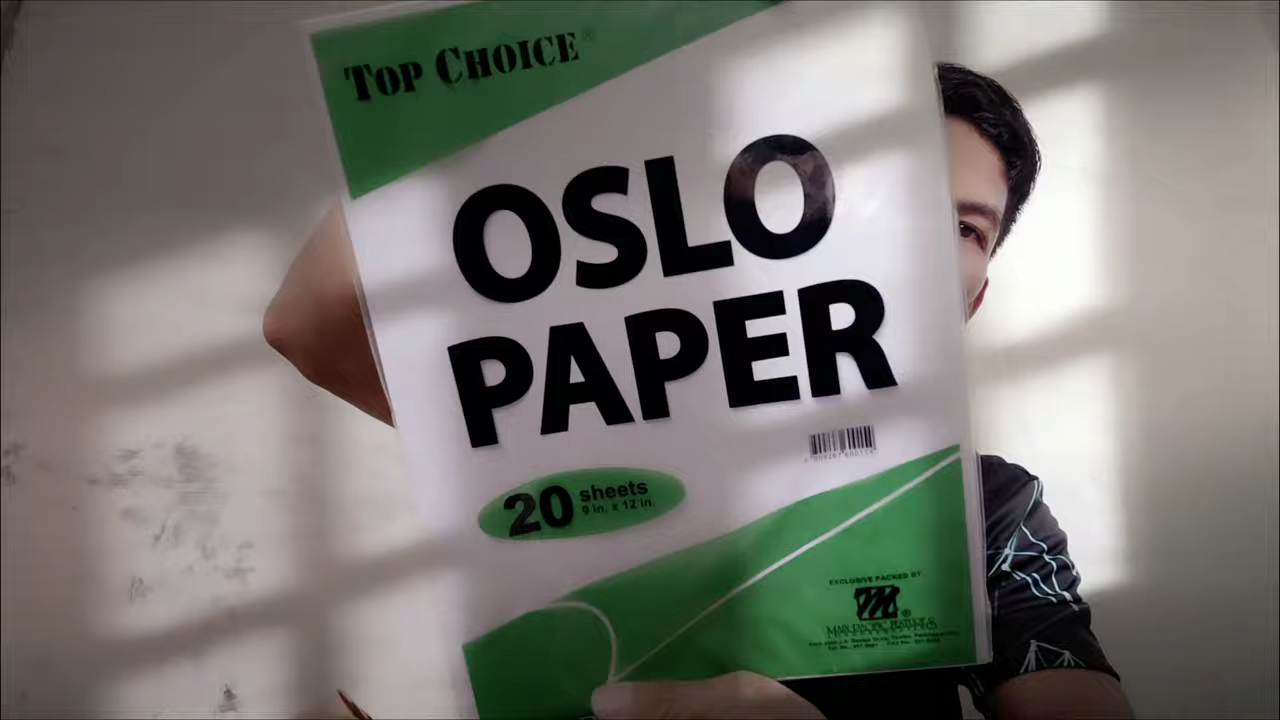 TOP CHOICE®
OSLO
PAPER
20 sheets
9 in. x 12 in.
EXCLUSIVE PACKED BY:
M®